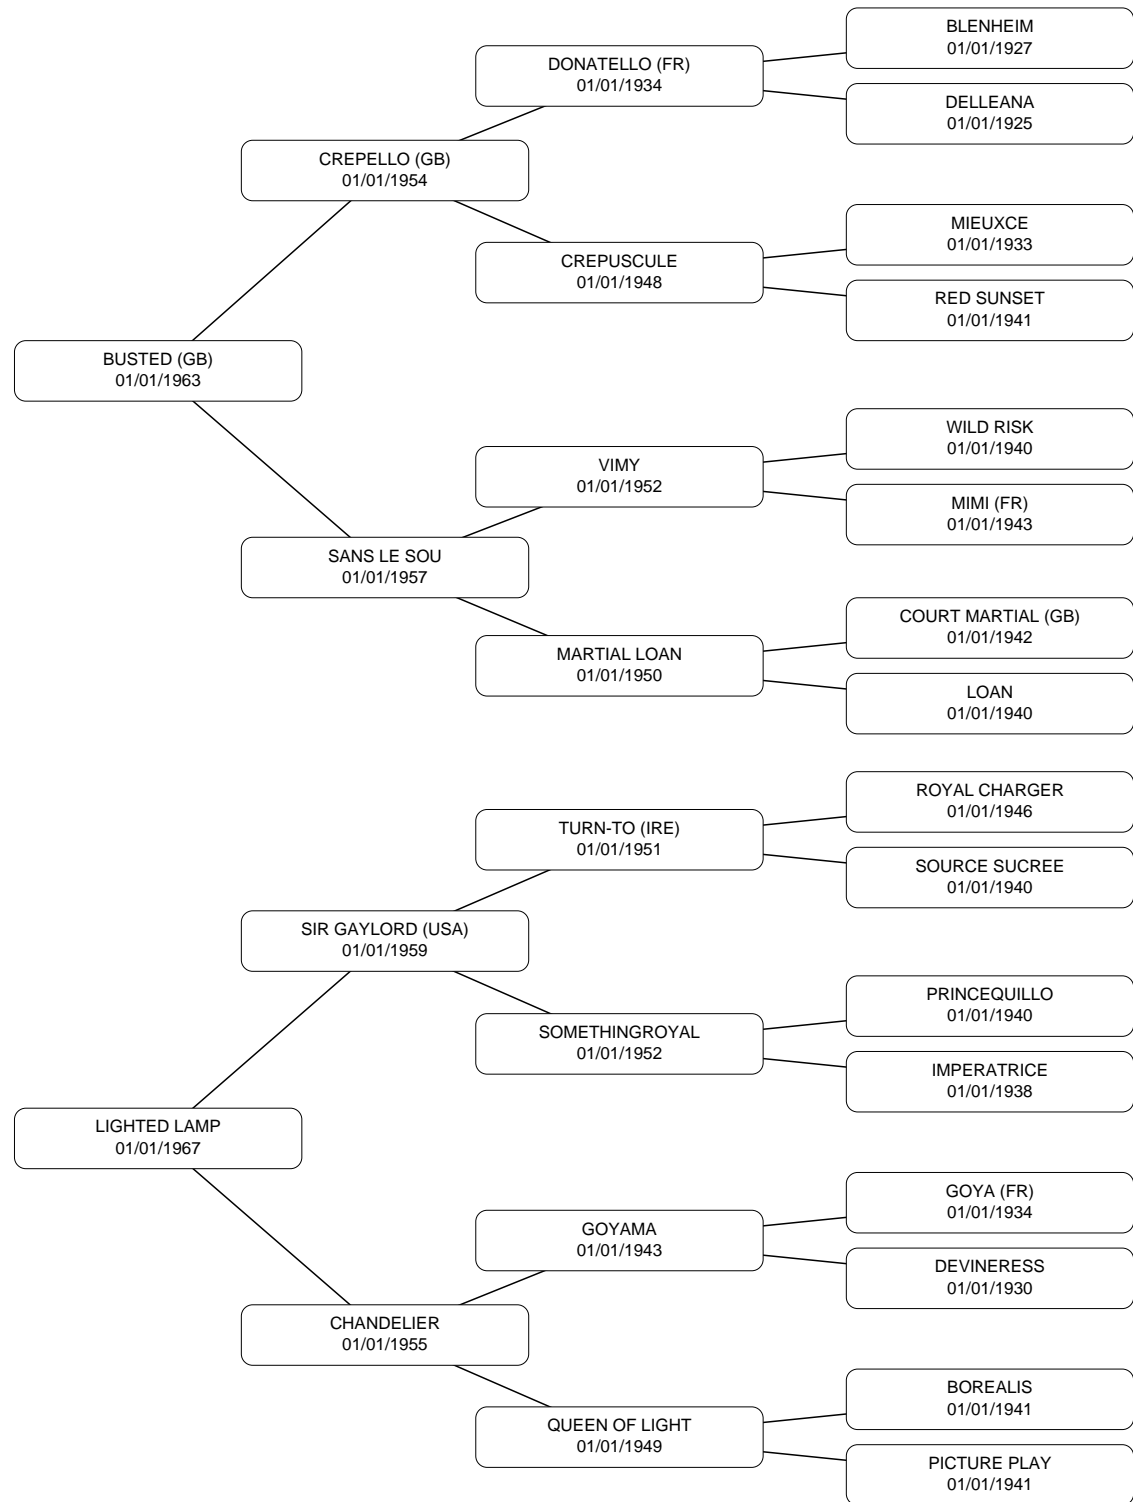 BLENHEIM
01/01/1927
DONATELLO (FR)
01/01/1934
DELLEANA
01/01/1925
CREPELLO (GB)
01/01/1954
MIEUXCE
01/01/1933
CREPUSCULE
01/01/1948
RED SUNSET
01/01/1941
BUSTED (GB)
01/01/1963
WILD RISK
01/01/1940
VIMY
01/01/1952
MIMI (FR)
01/01/1943
SANS LE SOU
01/01/1957
COURT MARTIAL (GB)
01/01/1942
MARTIAL LOAN
01/01/1950
LOAN
01/01/1940
ROYAL CHARGER
01/01/1946
TURN-TO (IRE)
01/01/1951
SOURCE SUCREE
01/01/1940
SIR GAYLORD (USA)
01/01/1959
PRINCEQUILLO
01/01/1940
SOMETHINGROYAL
01/01/1952
IMPERATRICE
01/01/1938
LIGHTED LAMP
01/01/1967
GOYA (FR)
01/01/1934
GOYAMA
01/01/1943
DEVINERESS
01/01/1930
CHANDELIER
01/01/1955
BOREALIS
01/01/1941
QUEEN OF LIGHT
01/01/1949
PICTURE PLAY
01/01/1941